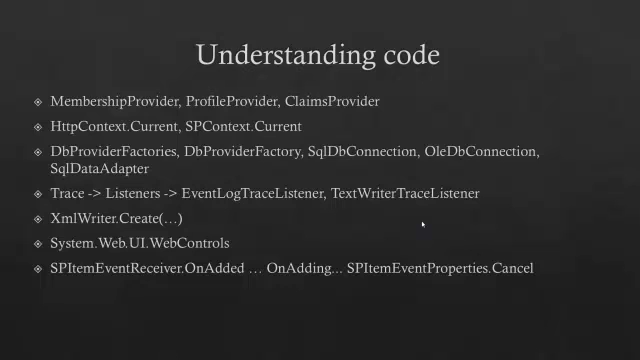 Understanding code
MembershipProvider, ProfileProvider, ClaimsProvider
HttpContext.Current, SPContext.Current
DbProviderFactories, DbProviderFactory, SqlDbConnection, OleDbConnection,
SqlDataAdapter
Trace -> Listeners -> EventLogTraceListener, TextWriterTraceListener
XmlWriter.Create(…)
System.Web.UI.WebControls
SPItemEventReceiver.OnAdded … OnAdding... SPItemEventProperties.Cancel